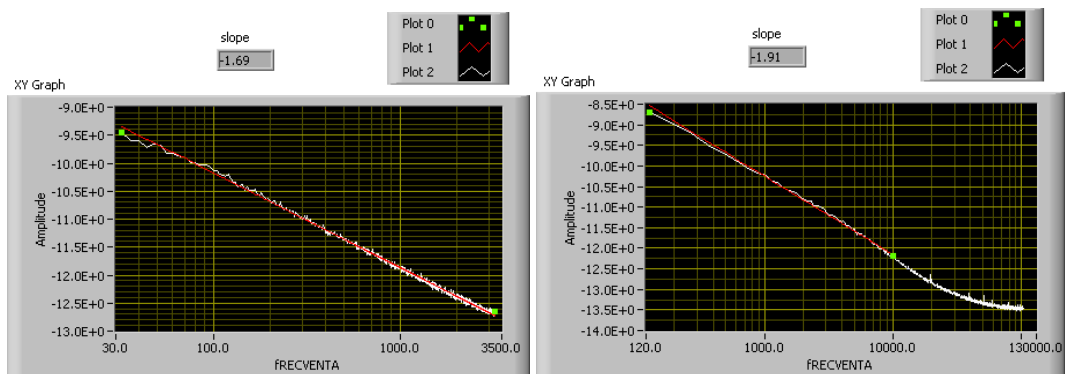 slope
-1.69
Plot 0
Plot 1
Plot 2
XY Graph
Amplitude
-9.0E+0
-9.5E+0
-10.0E+0
-10.5E+0
-11.0E+0
-11.5E+0
-12.0E+0
-12.5E+0
-13.0E+0
30.0
100.0
1000.0
3500.0
fRECVENTA
slope
-1.91
Plot 0
Plot 1
Plot 2
XY Graph
Amplitude
-8.5E+0
-9.0E+0
-9.5E+0
-10.0E+0
-10.5E+0
-11.0E+0
-11.5E+0
-12.0E+0
-12.5E+0
-13.0E+0
-13.5E+0
-14.0E+0
120.0
1000.0
10000.0
130000.0
fRECVENTA